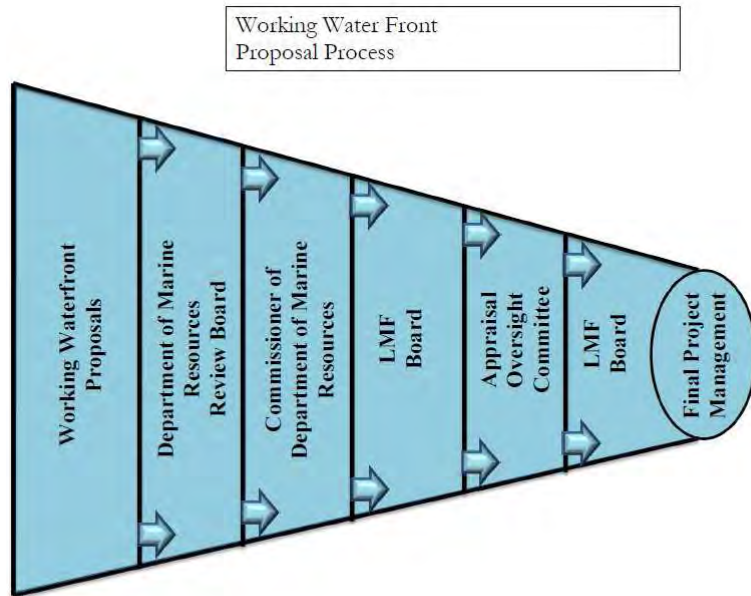 Working Water Front
Proposal Process
Working Waterfront
Proposals
Department of Marine
Resources
Review Board
Commissioner of
Department of Marine
Resources
LMF
Board
Appraisal
Oversight
Committee
LMF
Board
Final Project
Management